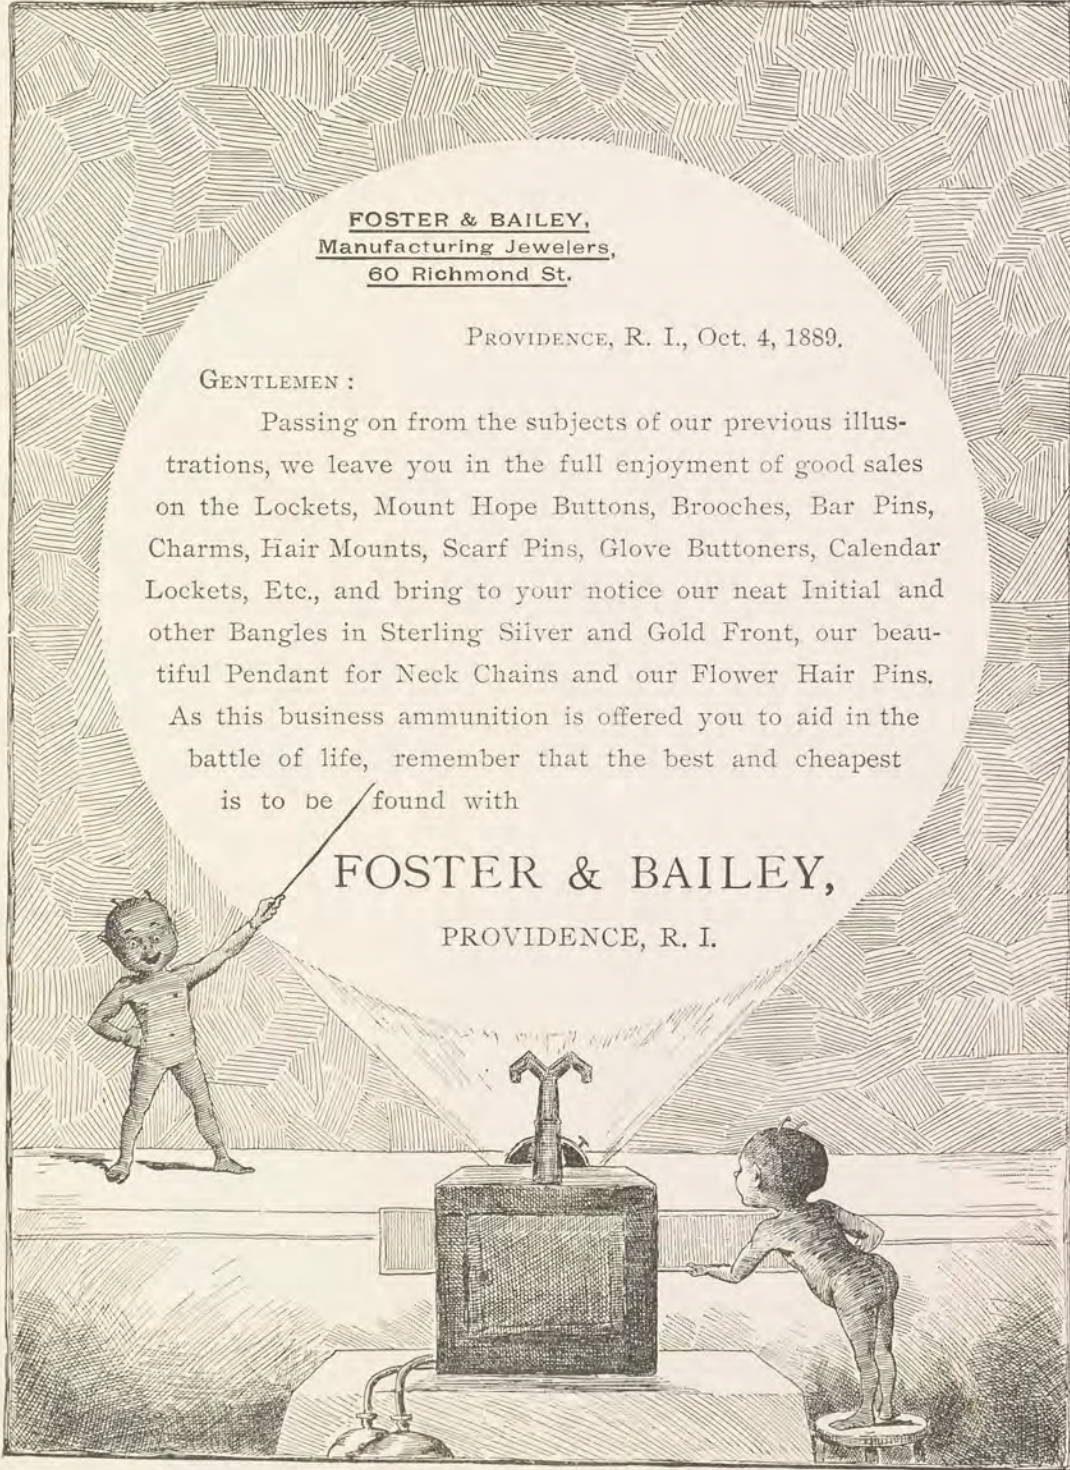 FOSTER & BAILEY,
Manufacturing Jewelers,
60 Richmond St.
PROVIDENCE, R. I., Oct. 4, 1889.
GENTLEMEN :
Passing on from the subjects of our previous illus-
trations, we leave you in the full enjoyment of good sales
on the Lockets, Mount Hope Buttons, Brooches, Bar Pins,
Charms, Hair Mounts, Scarf Pins, Glove Buttoners, Calendar
Lockets, Etc., and bring to your notice our neat Initial and
other Bangles in Sterling Silver and Gold Front, our beau-
tiful Pendant for Neck Chains and our Flower Hair Pins.
As this business ammunition is offered you to aid in the
battle of life, remember that the best and cheapest
is to be found with
FOSTER & BAILEY,
PROVIDENCE, R. I.